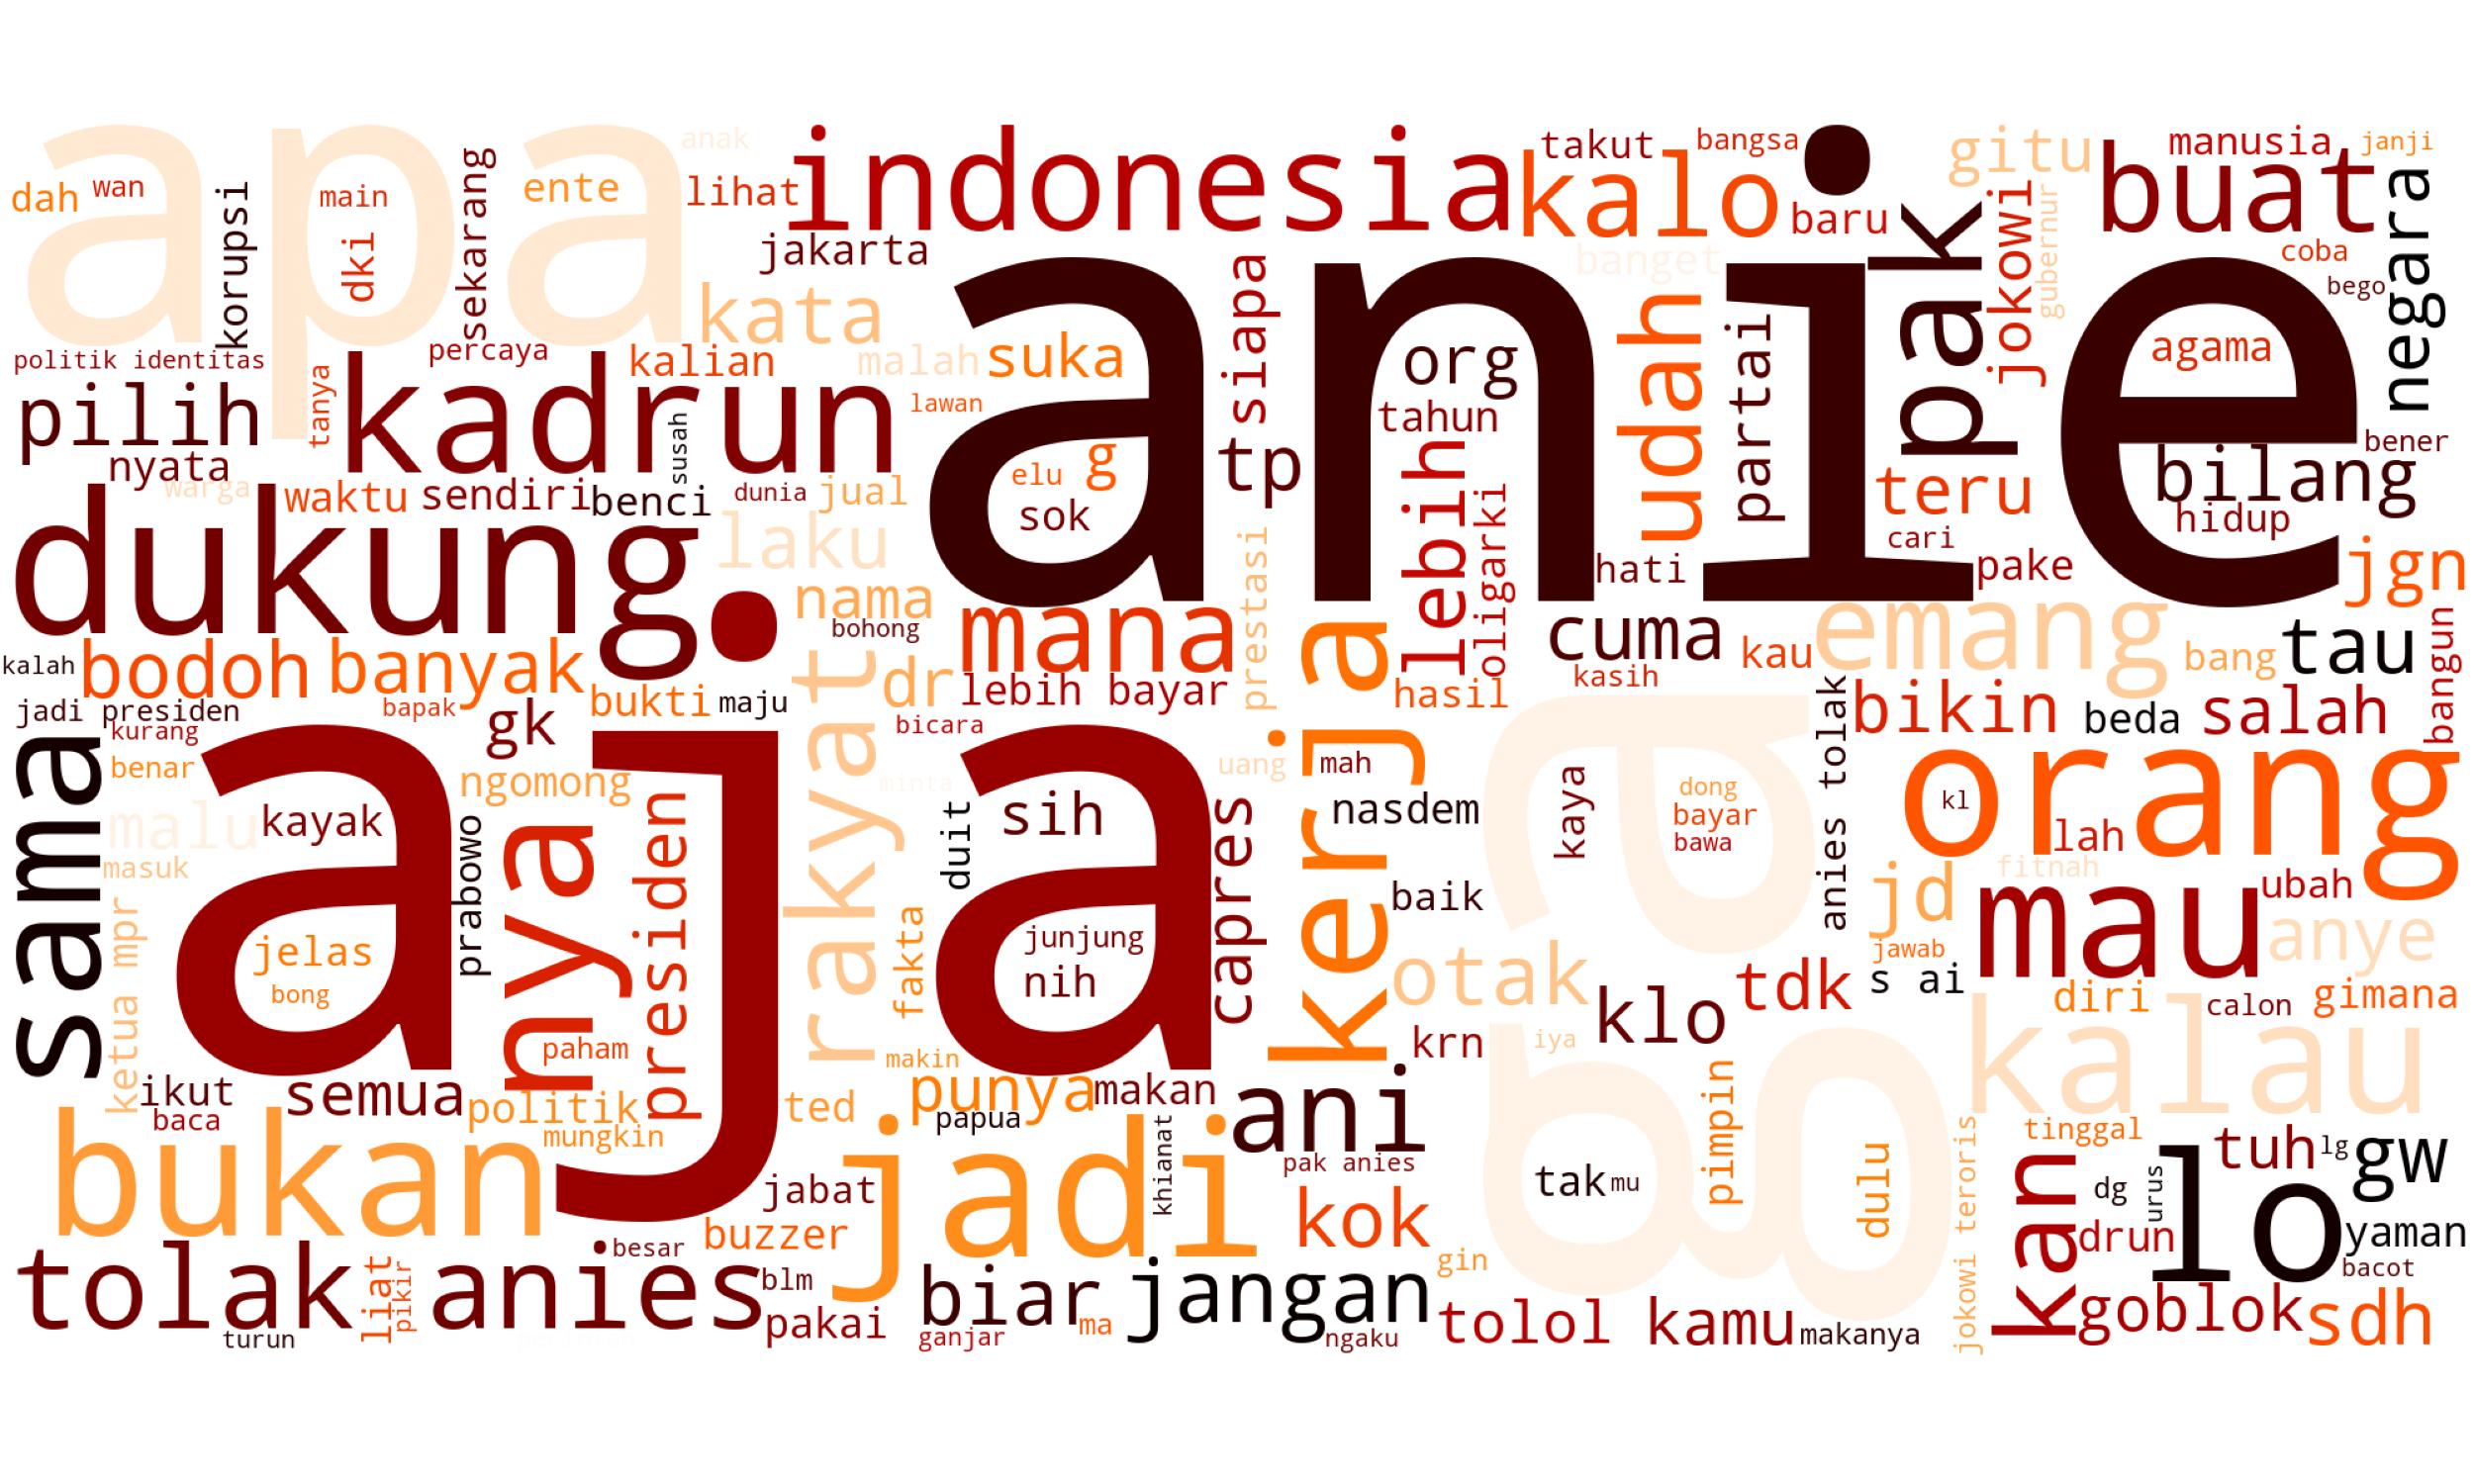 apa
anak
indonesia
takut
bangsa
gitu
manusia
janji
dah
wan
korupsi
main
dki
sekarang
ente
lihat
kalo
baru
buat
negara
jakarta
banget
jokowi
gubernur
coba
bego
kata
siapa
anie
pak
agama
politik identitas
percaya
kalian
malah
suka
org
udah
partai
tanya
pilih
kadrun
susah
lawan
tahun
bener
nyata
warga
waktu
sendiri
benci
dunia
jual
elu
g
sok
tp
lebih
oligarki
teru
bilang
hidup
cari
dukung
laku
prestasi
hati
pake
jgn
nama
bohong
mana
cuma
kau
emang
bang
tau
bangun
kalah
bodoh
banyak
bukti
maju
rakyat
dr
lebih bayar
hasil
kasih
jadi presiden
bapak
gk
bicara
kerja
bikin
beda
salah
kurang
sama
benar
aja
ngomong
minta
uang
mah
ga
anies tolak
orang
kl
malu
kayak
nya
presiden
duit
sih
capres
nasdem
kaya
dong
bayar
bawa
lah
masuk
prabowo
fakta
baik
fitnah
jd
mau
ubah
anye
ketua mpr
jelas
bong
junjung
nih
otak
tdk
jawab
s ai
diri
calon
gimana
klo
paham
makin
krn
iya
kalau
ikut
baca
semua
politik
mungkin
ted
punya
makan
papua
ani
pimpin
bukan
jabat
jadi
khianat
pak anies
tak
mu
dulu
jokowi teroris
tinggal
kan
tuh
lg
gw
dg
urus
lo
drun
yaman
bacot
buzzer
kok
gin
tolak anies
besar
liat
pikir
turun
blm
pakai
biar
ganjar
ma
jangan
ngaku
tolol
kamu
makanya
goblok
sdh